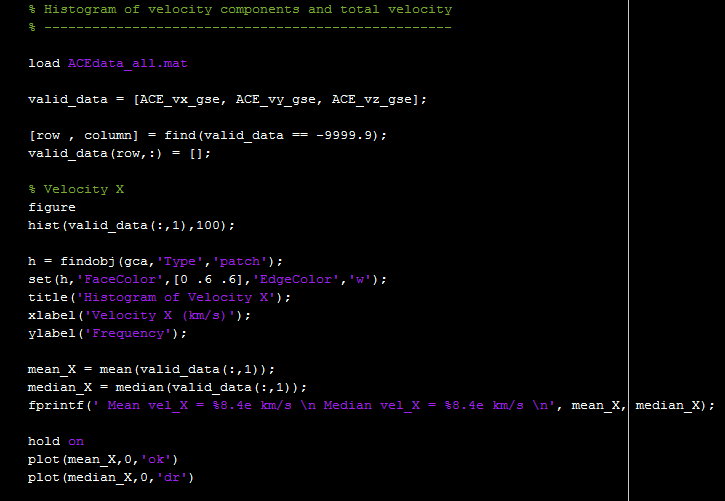 % Histogram of velocity components and total velocity
% ---------------------------------------------------
load ACEdata_all.mat
valid_data = [ACE_vx_gse, ACE_vy_gse, ACE_vz_gse];
[row , column] = find(valid_data == -9999.9);
valid_data(row,:) = [];
% Velocity X
figure
hist(valid_data(:,1),100);
h = findobj(gca,'Type','patch');
set(h,'FaceColor',[0 .6 .6],'EdgeColor','w');
title('Histogram of Velocity X');
xlabel('Velocity X (km/s)');
ylabel('Frequency');
mean_X = mean(valid_data(:,1));
median_X = median(valid_data(:,1));
fprintf(' Mean vel_X = %8.4e km/s \n Median vel_X = %8.4e km/s \n', mean_X, median_X);
hold on
plot(mean_X,0,'ok')
plot(median_X,0,'dr')